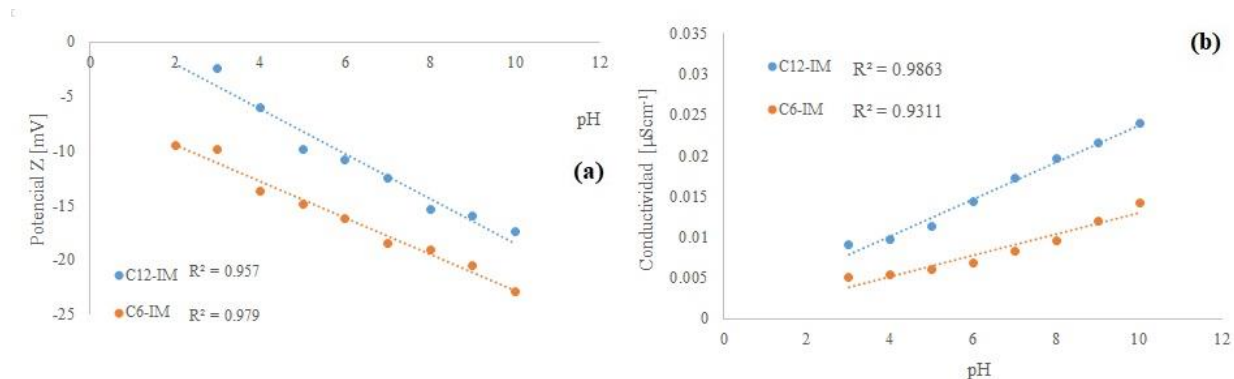 0
0
2
4
6
8
10
12
-5
-10
-15
-20
-25
pH
Potencial Z [mV]
(a)
C12-IM R² = 0.957
C6-IM R² = 0.979
0.035
0.03
0.025
0.02
0.015
0.01
0.005
0
0
2
4
6
8
10
12
Conductividad [µScm⁻¹]
pH
(b)
C12-IM R² = 0.9863
C6-IM R² = 0.9311